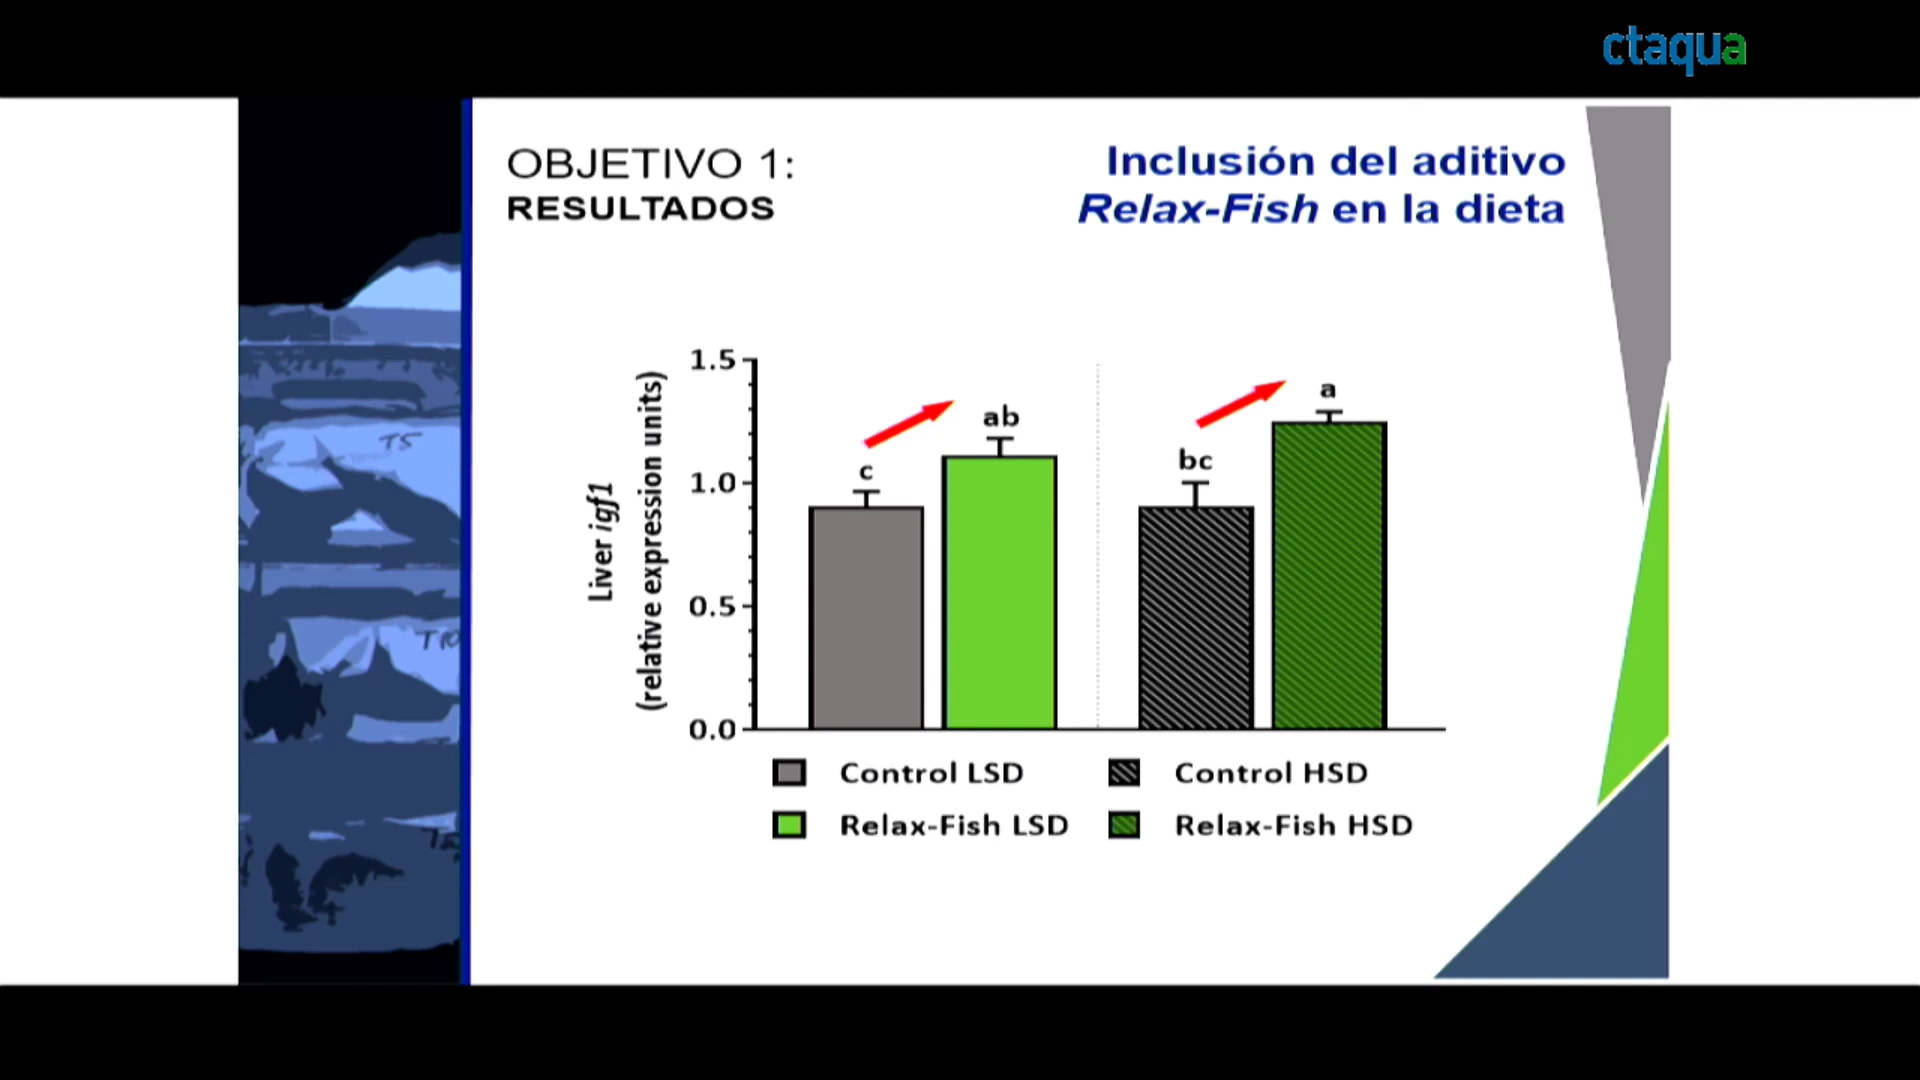 ctaqua
OBJETIVO 1:
RESULTADOS
Inclusión del aditivo
Relax-Fish en la dieta
T5
Liver igf1
(relative expression units)
1.5
1.0
0.5
0.0
c
ab
bc
a
Control LSD
Control HSD
Relax-Fish LSD
Relax-Fish HSD